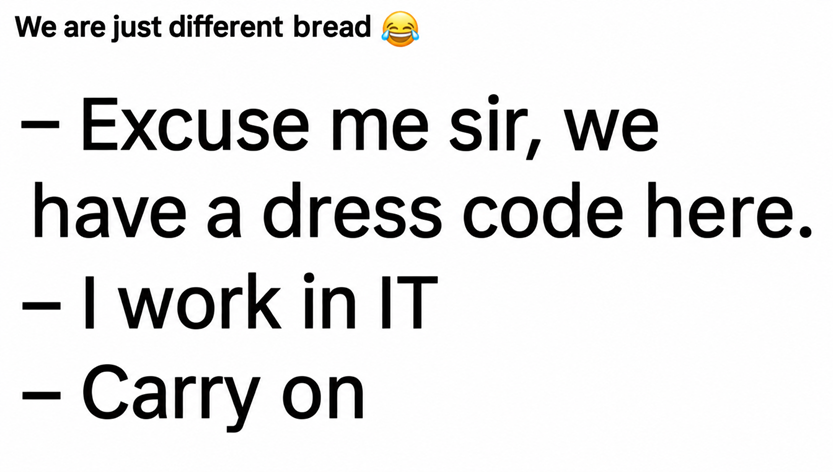 We are just different bread 😂
– Excuse me sir, we
have a dress code here.
– I work in IT
– Carry on